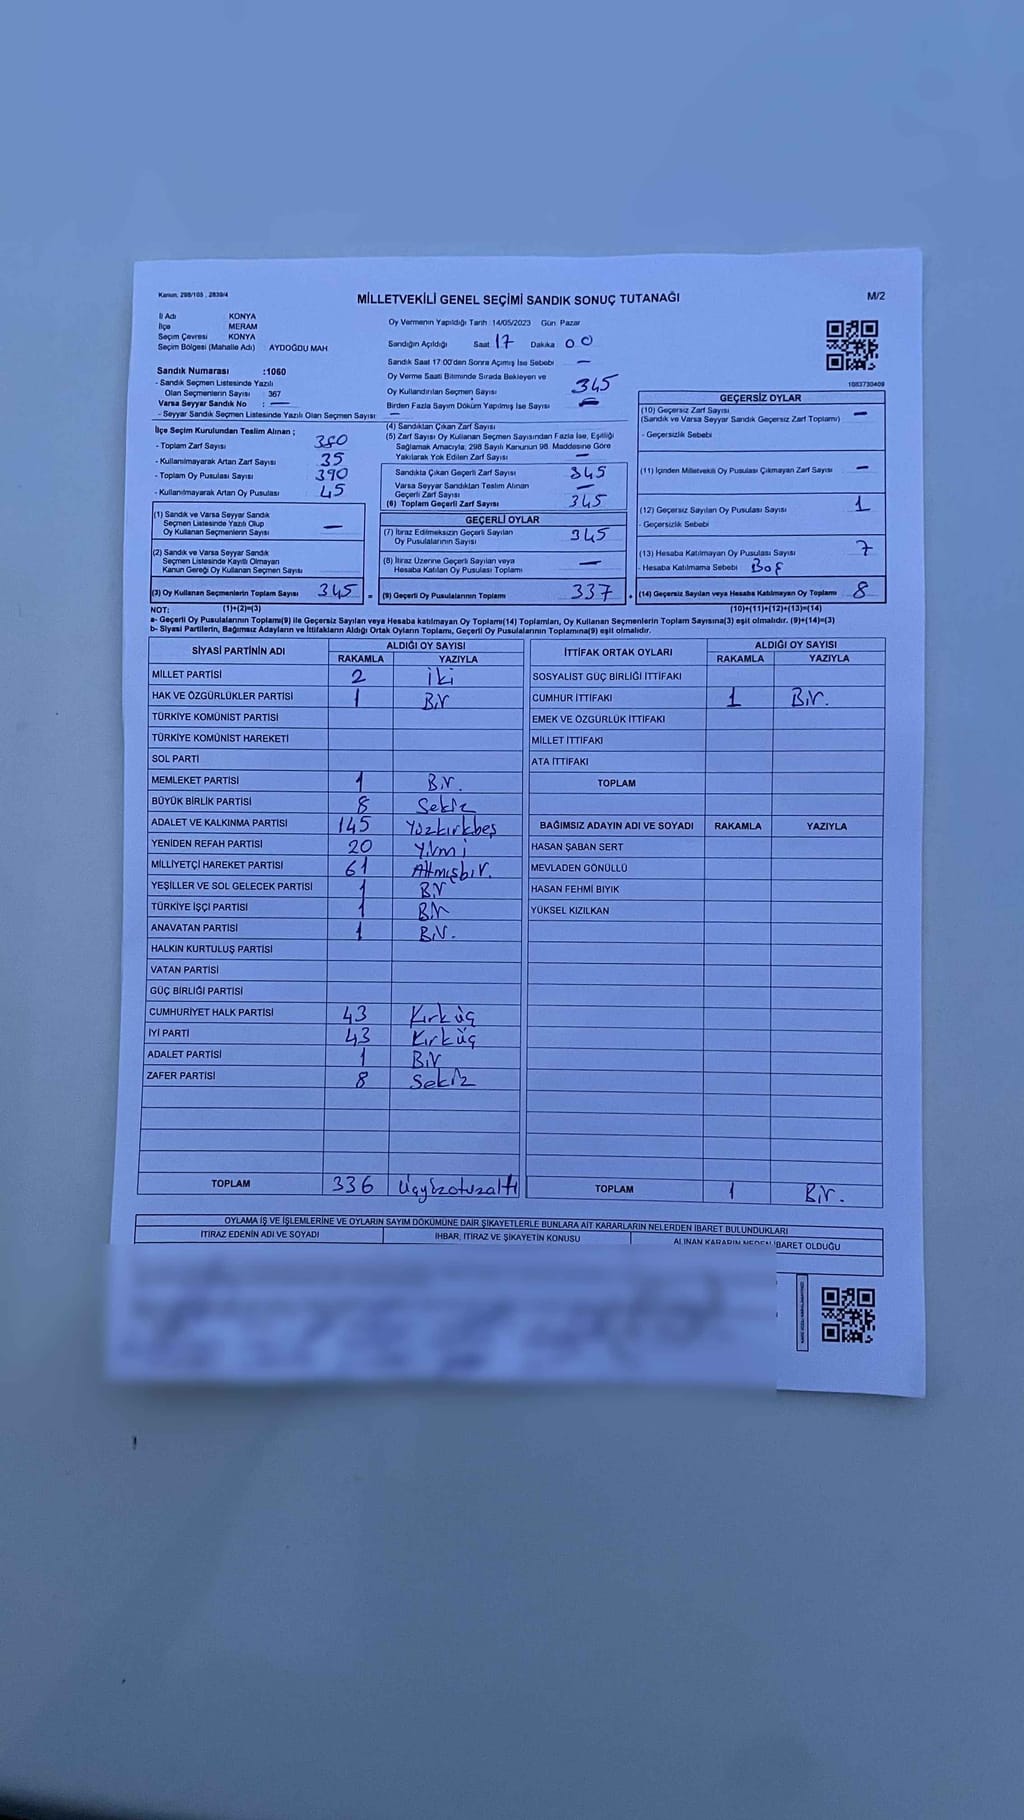 Kanun: 298/105 , 2839/4
MİLLETVEKİLİ GENEL SEÇİMİ SANDIK SONUÇ TUTANAĞI
M/2
İl Adı KONYA
İlçe MERAM
Seçim Çevresi KONYA
Seçim Bölgesi (Mahalle Adı) : AYDOĞDU MAH
Sandık Numarası :1060
- Sandık Seçmen Listesinde Yazılı
Olan Seçmenlerin Sayısı : 367
Varsa Seyyar Sandık No : —
- Seyyar Sandık Seçmen Listesinde Yazılı Olan Seçmen Sayısı : —
İlçe Seçim Kurulundan Teslim Alınan ;
- Toplam Zarf Sayısı 380
- Kullanılmayarak Artan Zarf Sayısı 35
- Toplam Oy Pusulası Sayısı 390
- Kullanılmayarak Artan Oy Pusulası 45
(1) Sandık ve Varsa Seyyar Sandık
Seçmen Listesinde Yazılı Olup
Oy Kullanan Seçmenlerin Sayısı —
(2) Sandık ve Varsa Seyyar Sandık
Seçmen Listesinde Kayıtlı Olmayan
Kanun Gereği Oy Kullanan Seçmen Sayısı
(3) Oy Kullanan Seçmenlerin Toplam Sayısı 345
Oy Vermenin Yapıldığı Tarih :14/05/2023 Gün: Pazar
Sandığın Açıldığı Saat 17 Dakika 00
Sandık Saat 17:00'den Sonra Açılmış İse Sebebi —
Oy Verme Saati Bitiminde Sırada Bekleyen ve
Oy Kullandırılan Seçmen Sayısı 345
Birden Fazla Sayım Döküm Yapılmış İse Sayısı —
(4) Sandıktan Çıkan Zarf Sayısı
(5) Zarf Sayısı Oy Kullanan Seçmen Sayısından Fazla İse, Eşitliği
Sağlamak Amacıyla; 298 Sayılı Kanunun 98. Maddesine Göre
Yakılarak Yok Edilen Zarf Sayısı —
Sandıkta Çıkan Geçerli Zarf Sayısı 345
Varsa Seyyar Sandıktan Teslim Alınan
Geçerli Zarf Sayısı —
(6) Toplam Geçerli Zarf Sayısı 345
GEÇERLİ OYLAR
(7) İtiraz Edilmeksizin Geçerli Sayılan
Oy Pusulalarının Sayısı 345
(8) İtiraz Üzerine Geçerli Sayılan veya
Hesaba Katılan Oy Pusulası Toplamı —
(9) Geçerli Oy Pusulalarının Toplamı 337
1083730409
GEÇERSİZ OYLAR
(10) Geçersiz Zarf Sayısı —
(Sandık ve Varsa Seyyar Sandık Geçersiz Zarf Toplamı)
- Geçersizlik Sebebi
(11) İçinden Milletvekili Oy Pusulası Çıkmayan Zarf Sayısı —
(12) Geçersiz Sayılan Oy Pusulası Sayısı 1
- Geçersizlik Sebebi
(13) Hesaba Katılmayan Oy Pusulası Sayısı 7
- Hesaba Katılmama Sebebi Boş
(14) Geçersiz Sayılan veya Hesaba Katılmayan Oy Toplamı 8
NOT: (1)+(2)=(3) (10)+(11)+(12)+(13)=(14)
a- Geçerli Oy Pusulalarının Toplamı(9) ile Geçersiz Sayılan veya Hesaba katılmayan Oy Toplamı(14) Toplamları, Oy Kullanan Seçmenlerin Toplam Sayısına(3) eşit olmalıdır. (9)+(14)=(3)
b- Siyasi Partilerin, Bağımsız Adayların ve İttifakların Aldığı Ortak Oyların Toplamı, Geçerli Oy Pusulalarının Toplamına(9) eşit olmalıdır.
SİYASİ PARTİNİN ADI ALDIĞI OY SAYISI
RAKAMLA YAZIYLA
MİLLET PARTİSİ 2 iki
HAK VE ÖZGÜRLÜKLER PARTİSİ 1 Bir
TÜRKİYE KOMÜNİST PARTİSİ
TÜRKİYE KOMÜNİST HAREKETİ
SOL PARTİ
MEMLEKET PARTİSİ 1 Bir.
BÜYÜK BİRLİK PARTİSİ 8 Sekiz
ADALET VE KALKINMA PARTİSİ 145 Yüzkırkbeş
YENİDEN REFAH PARTİSİ 20 Yirmi
MİLLİYETÇİ HAREKET PARTİSİ 61 Altmışbir.
YEŞİLLER VE SOL GELECEK PARTİSİ 1 Bir
TÜRKİYE İŞÇİ PARTİSİ 1 Bir
ANAVATAN PARTİSİ 1 Bir.
HALKIN KURTULUŞ PARTİSİ
VATAN PARTİSİ
GÜÇ BİRLİĞİ PARTİSİ
CUMHURİYET HALK PARTİSİ 43 Kırküç
İYİ PARTİ 43 Kırküç
ADALET PARTİSİ 1 Bir
ZAFER PARTİSİ 8 Sekiz
TOPLAM 336 Üçyüzotuzaltı
İTTİFAK ORTAK OYLARI ALDIĞI OY SAYISI
RAKAMLA YAZIYLA
SOSYALİST GÜÇ BİRLİĞİ İTTİFAKI
CUMHUR İTTİFAKI 1 Bir.
EMEK VE ÖZGÜRLÜK İTTİFAKI
MİLLET İTTİFAKI
ATA İTTİFAKI
TOPLAM
BAĞIMSIZ ADAYIN ADI VE SOYADI RAKAMLA YAZIYLA
HASAN ŞABAN SERT
MEVLADEN GÖNÜLLÜ
HASAN FEHMİ BIYIK
YÜKSEL KIZILKAN
TOPLAM 1 Bir.
OYLAMA İŞ VE İŞLEMLERİNE VE OYLARIN SAYIM DÖKÜMÜNE DAİR ŞİKAYETLERLE BUNLARA AİT KARARLARIN NELERDEN İBARET BULUNDUKLARI
İTİRAZ EDENİN ADI VE SOYADI İHBAR, İTİRAZ VE ŞİKAYETİN KONUSU ALINAN KARARIN NEDEN İBARET OLDUĞU